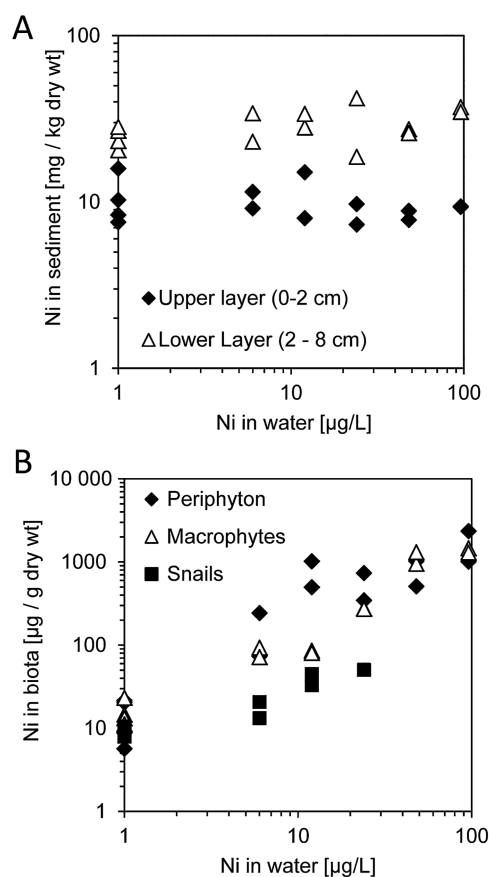 A
100
10
1
Ni in sediment [mg / kg dry wt]
Upper layer (0-2 cm)
Lower Layer (2 - 8 cm)
1
10
100
Ni in water [µg/L]
B
10 000
1000
100
10
1
Ni in biota [µg / g dry wt]
Periphyton
Macrophytes
Snails
1
10
100
Ni in water [µg/L]